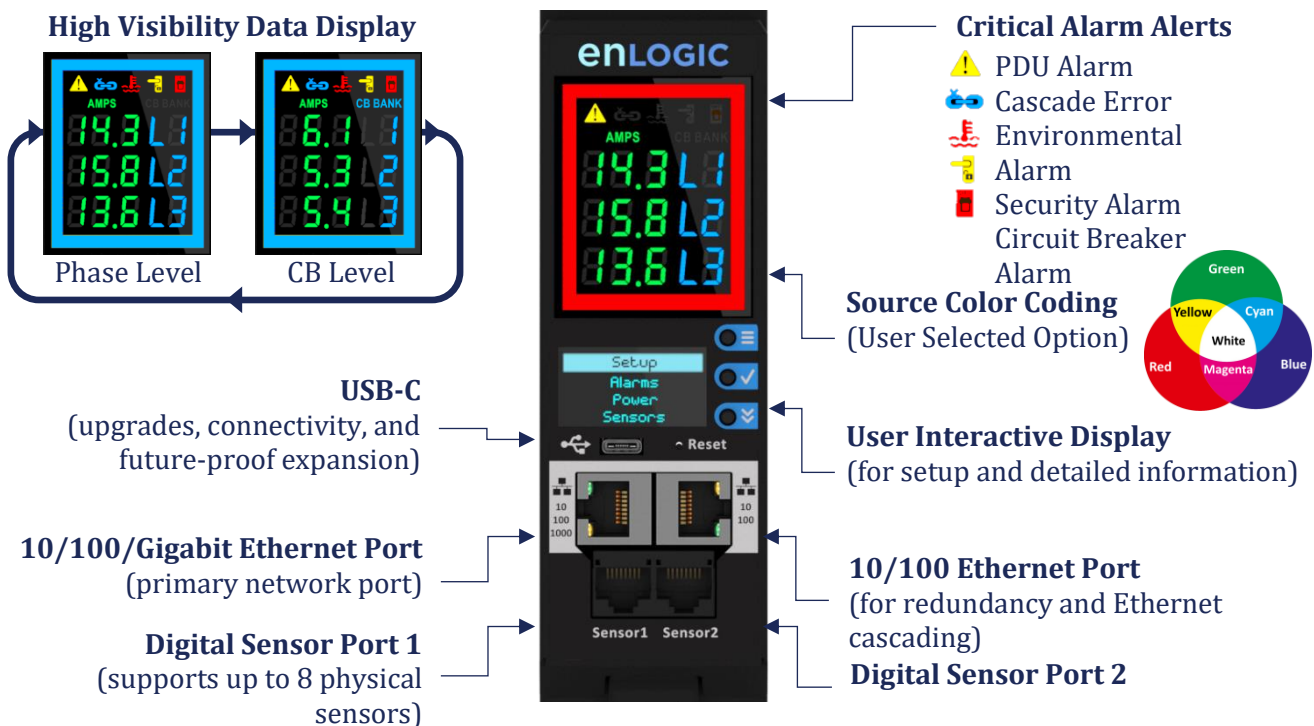 High Visibility Data Display
AMPS CB BANK
14.3 L1
15.8 L2
13.6 L3
Phase Level
AMPS CB BANK
6.1 1
5.3 2
5.4 3
CB Level
USB-C
(upgrades, connectivity, and
future-proof expansion)
10/100/Gigabit Ethernet Port
(primary network port)
Digital Sensor Port 1
(supports up to 8 physical
sensors)
enLOGIC
AMPS CB BANK
14.3 L1
15.8 L2
13.6 L3
Setup
Alarms
Power
Sensors
Reset
10
100
1000
10
100
Sensor1 Sensor2
Critical Alarm Alerts
PDU Alarm
Cascade Error
Environmental
Alarm
Security Alarm
Circuit Breaker
Alarm
Source Color Coding
(User Selected Option)
Green
Yellow Cyan
White
Red Magenta Blue
User Interactive Display
(for setup and detailed information)
10/100 Ethernet Port
(for redundancy and Ethernet
cascading)
Digital Sensor Port 2